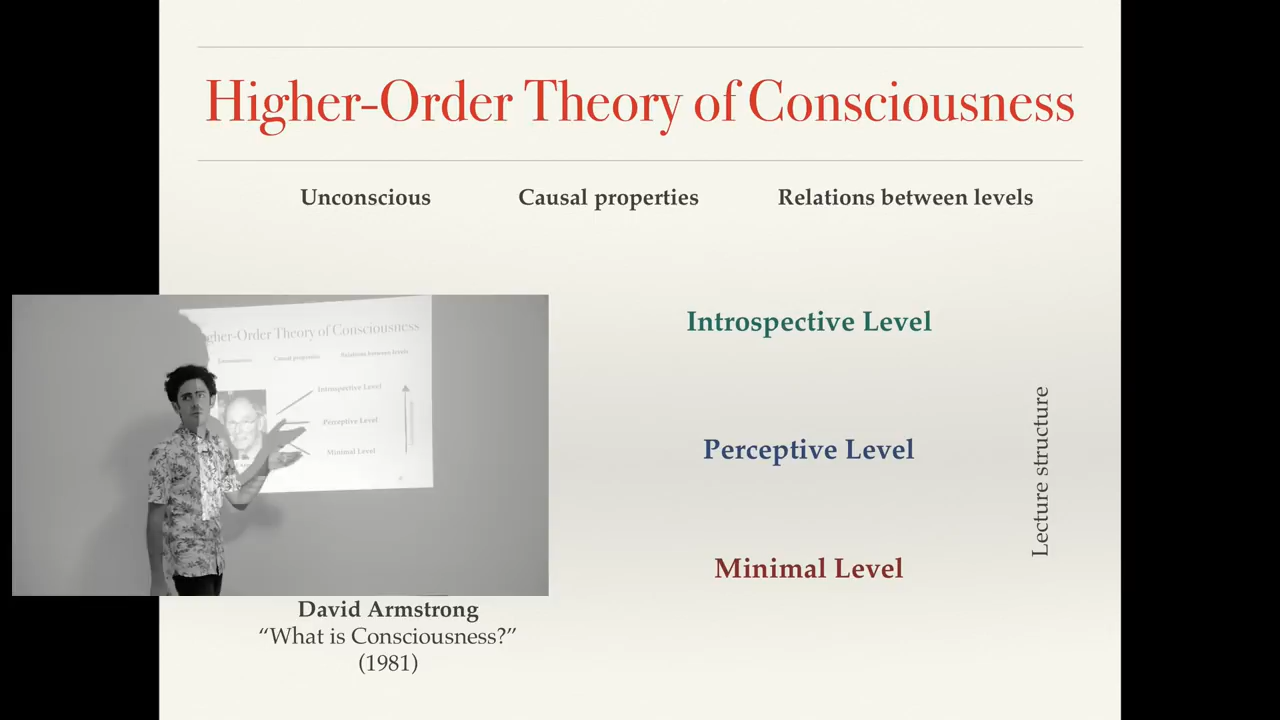 Higher-Order Theory of Consciousness
Unconscious Causal properties Relations between levels
Introspective Level
Perceptive Level
Minimal Level
Lecture structure
David Armstrong
“What is Consciousness?”
(1981)
Higher-Order Theory of Consciousness
Unconscious Causal properties Relations between levels
Introspective Level
Perceptive Level
Minimal Level